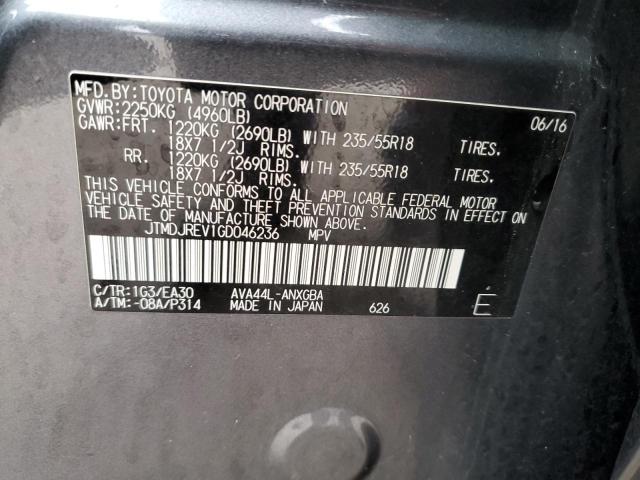 MFD. BY: TOYOTA MOTOR CORPORATION 06/16
GVWR: 2250KG (4960LB)
GAWR: FRT. 1220KG (2690LB) WITH 235/55R18 TIRES.
18X7 1/2J RIMS.
RR. 1220KG (2690LB) WITH 235/55R18 TIRES.
18X7 1/2J RIMS.
THIS VEHICLE CONFORMS TO ALL APPLICABLE FEDERAL MOTOR
VEHICLE SAFETY AND THEFT PREVENTION STANDARDS IN EFFECT ON
THE DATE OF MANUFACTURE SHOWN ABOVE.
JTMDJREV1GD046236 MPV
C/TR: 1G3/EA30 AVA44L-ANXGBA
A/TM: -08A/P314 MADE IN JAPAN 626 E